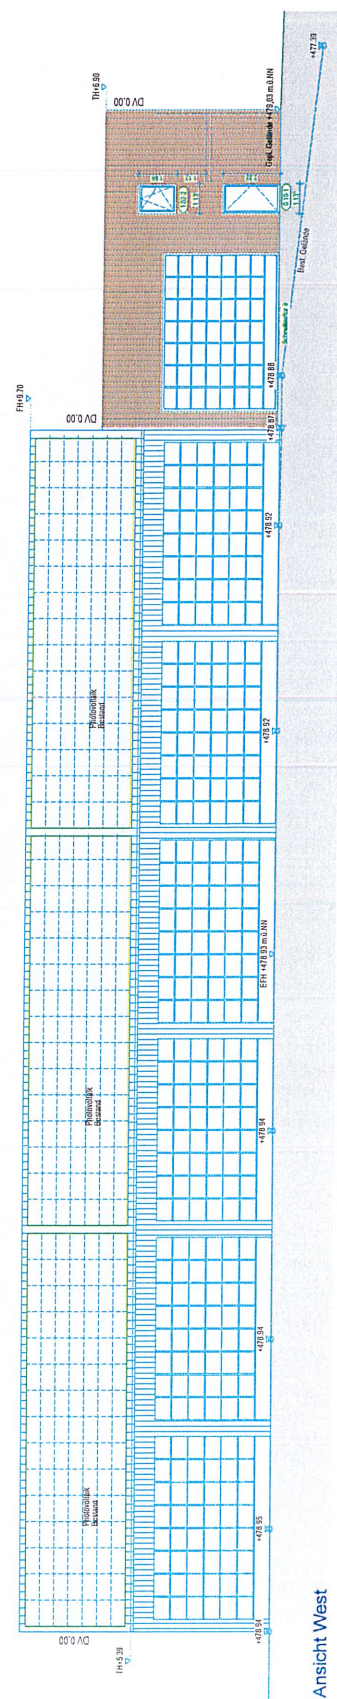 FH+9.70
TH+6.90
DV 0.00
DV 0.00
DV 0.00
TH+5.39
Photovoltaik
Bestand
Photovoltaik
Bestand
Photovoltaik
Bestand
+478.94
+478.95
+478.94
+478.94
EFH +478.93 m.ü.NN
+478.92
+478.92
+478.87
+478.88
Gepl. Gelände +479,03 m.ü.NN
Best. Gelände
+477.39
Ansicht West